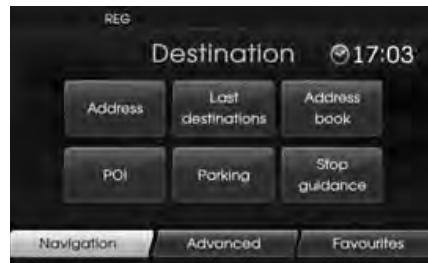 REG
Destination 17:03
Address
Last
destinations
Address
book
POI
Parking
Stop
guidance
Navigation Advanced Favourites